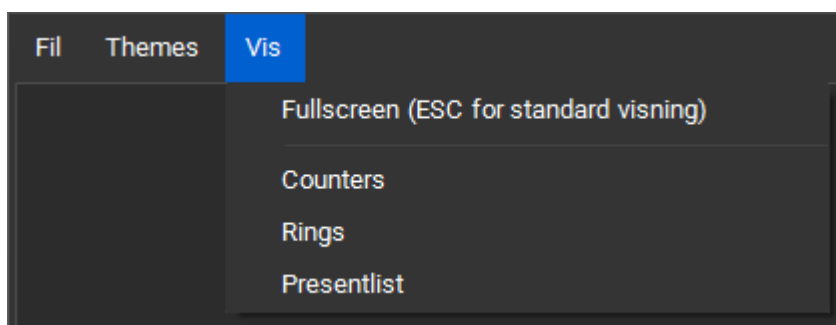 Fil Themes Vis
Fullscreen (ESC for standard visning)
Counters
Rings
Presentlist